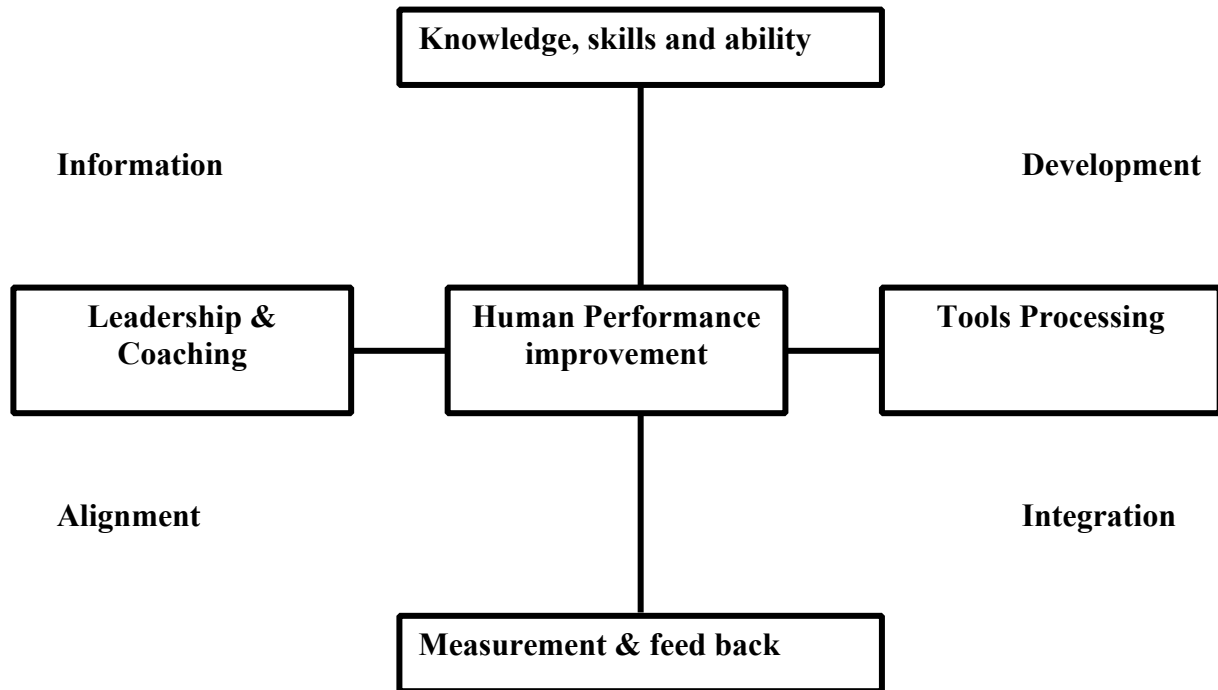 Knowledge, skills and ability
Information
Development
Leadership &
Coaching
Human Performance
improvement
Tools Processing
Alignment
Integration
Measurement & feed back